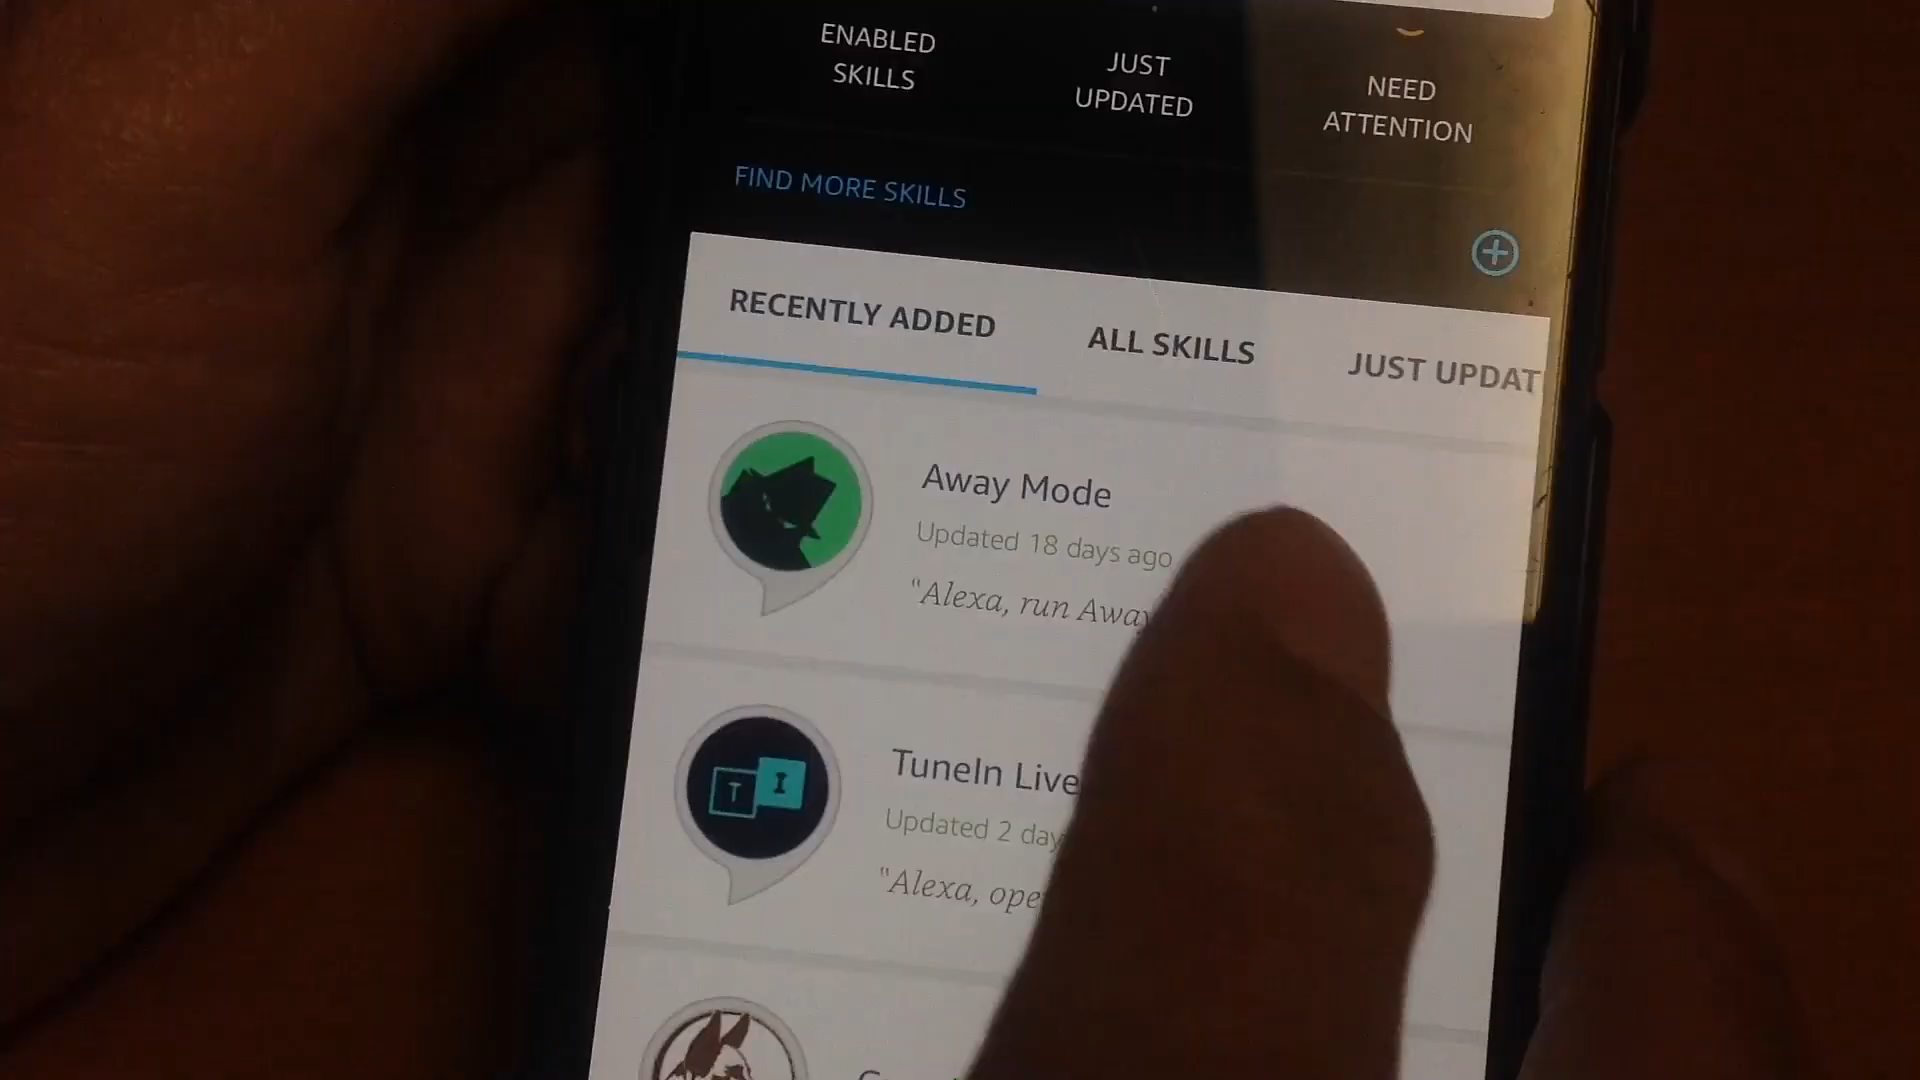 ENABLED
SKILLS
JUST
UPDATED
NEED
ATTENTION
FIND MORE SKILLS
RECENTLY ADDED
ALL SKILLS
JUST UPDAT
Away Mode
Updated 18 days ago
"Alexa, run Away
T I
TuneIn Live
Updated 2 day
"Alexa, ope